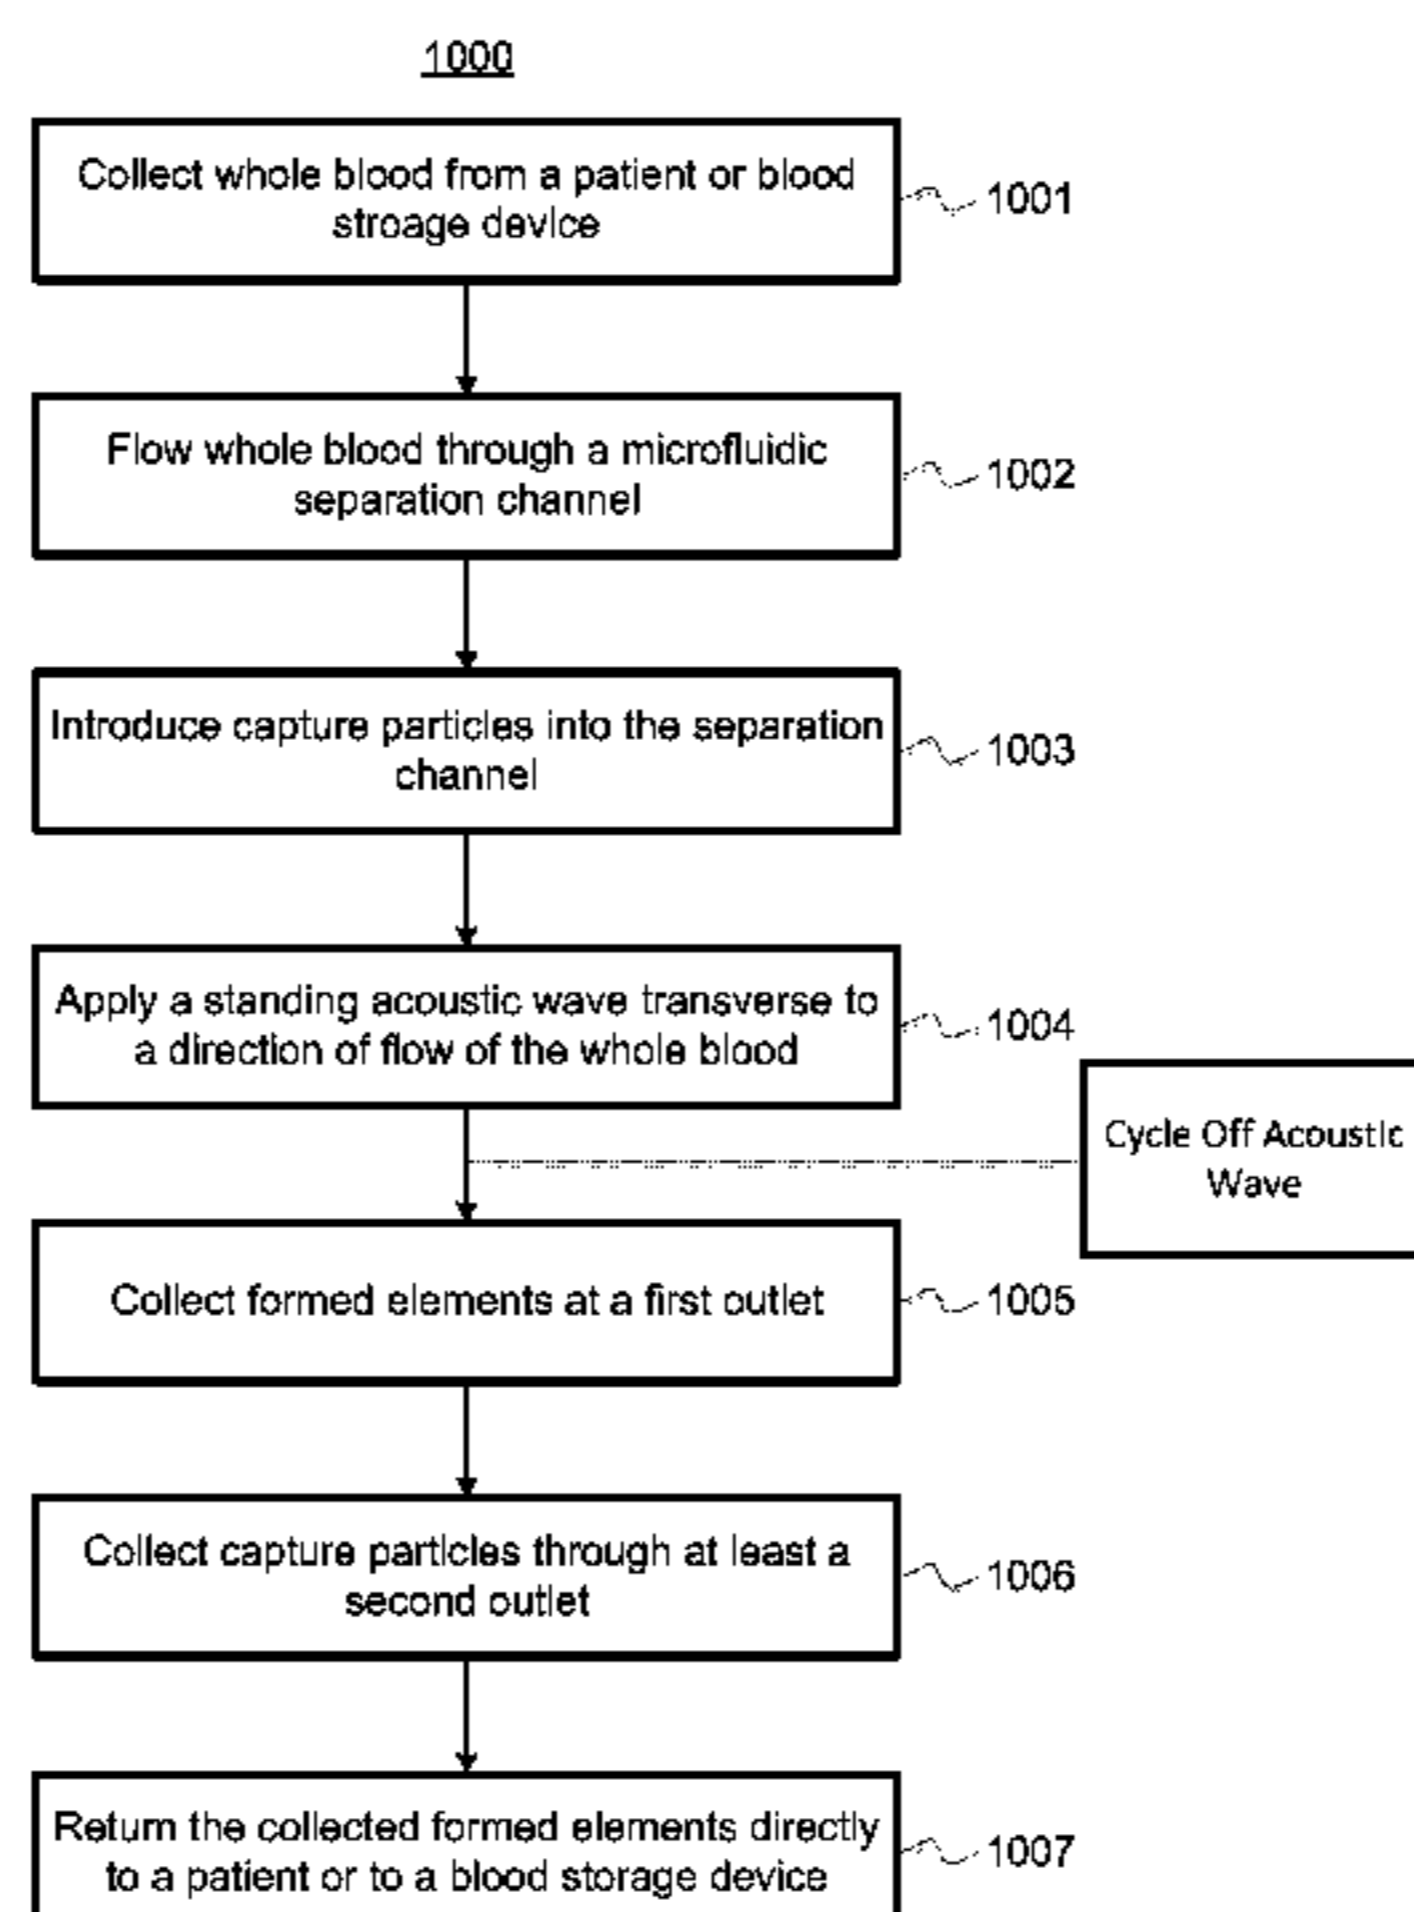 1000
Collect whole blood from a patient or blood
stroage device
1001
Flow whole blood through a microfluidic
separation channel
1002
Introduce capture particles into the separation
channel
1003
Apply a standing acoustic wave transverse to
a direction of flow of the whole blood
1004
Cycle Off Acoustic
Wave
Collect formed elements at a first outlet
1005
Collect capture particles through at least a
second outlet
1006
Return the collected formed elements directly
to a patient or to a blood storage device
1007